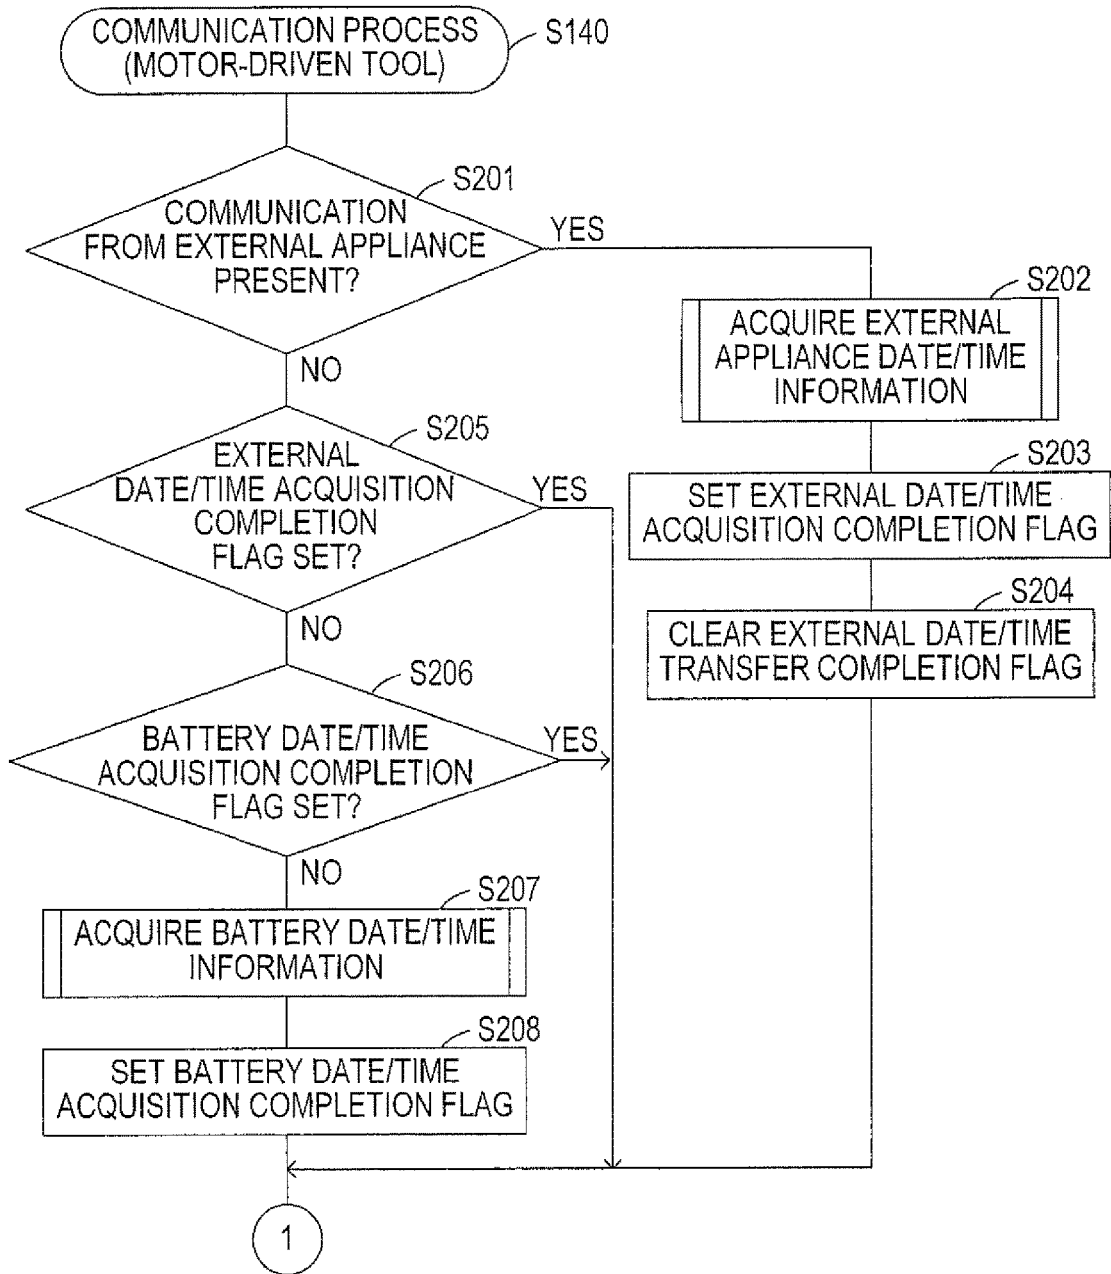 COMMUNICATION PROCESS
(MOTOR-DRIVEN TOOL)
S140
S201
COMMUNICATION
FROM EXTERNAL APPLIANCE
PRESENT?
YES
NO
S202
ACQUIRE EXTERNAL
APPLIANCE DATE/TIME
INFORMATION
S203
SET EXTERNAL DATE/TIME
ACQUISITION COMPLETION FLAG
S204
CLEAR EXTERNAL DATE/TIME
TRANSFER COMPLETION FLAG
S205
EXTERNAL
DATE/TIME ACQUISITION
COMPLETION
FLAG SET?
YES
NO
S206
BATTERY DATE/TIME
ACQUISITION COMPLETION
FLAG SET?
YES
NO
S207
ACQUIRE BATTERY DATE/TIME
INFORMATION
S208
SET BATTERY DATE/TIME
ACQUISITION COMPLETION FLAG
1